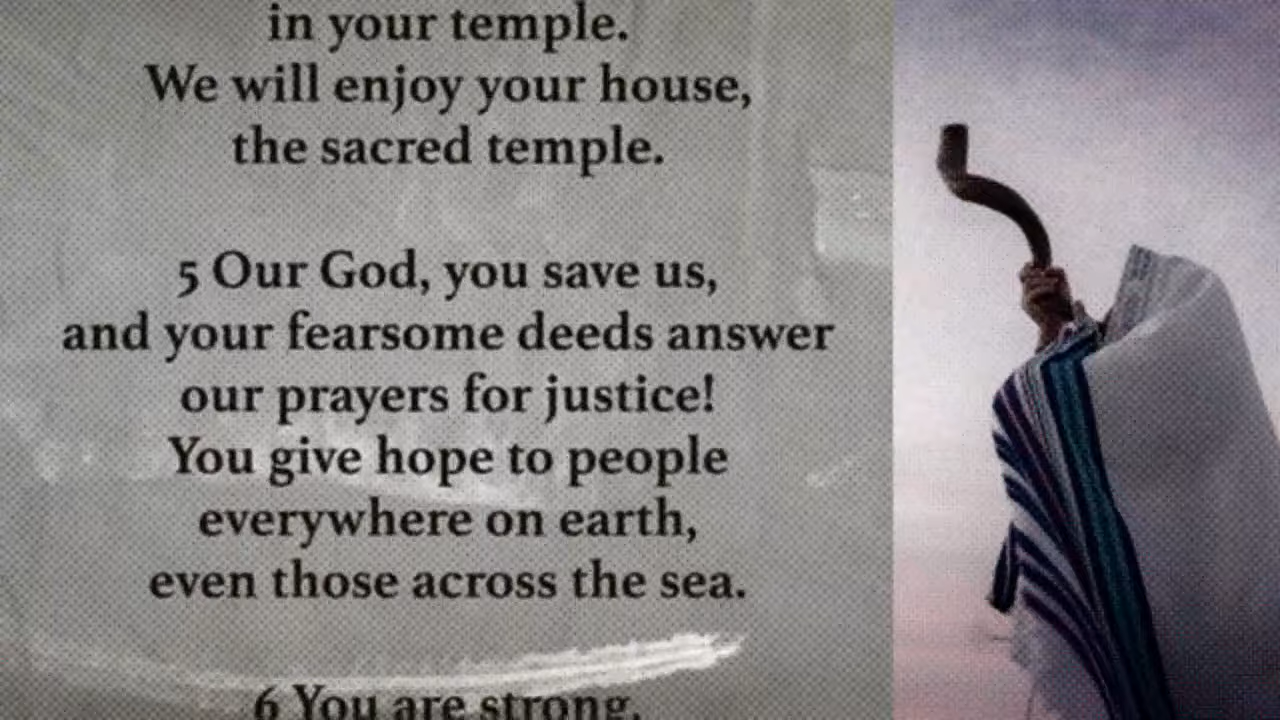 in your temple.
We will enjoy your house,
the sacred temple.
5 Our God, you save us,
and your fearsome deeds answer
our prayers for justice!
You give hope to people
everywhere on earth,
even those across the sea.
6 You are strong,